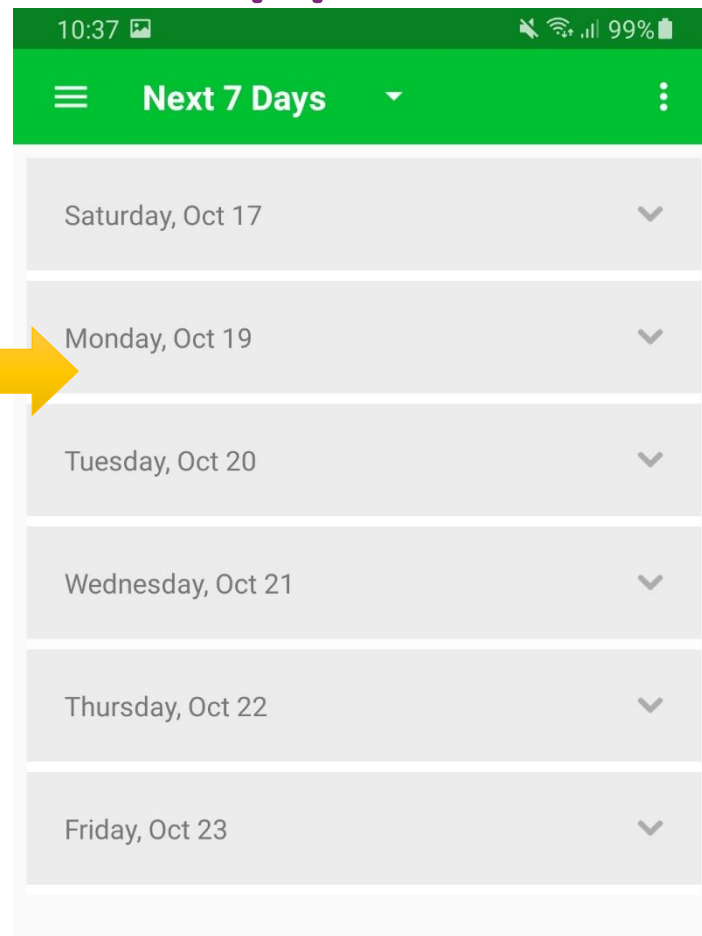 10:37 99%
Next 7 Days
Saturday, Oct 17
Monday, Oct 19
Tuesday, Oct 20
Wednesday, Oct 21
Thursday, Oct 22
Friday, Oct 23